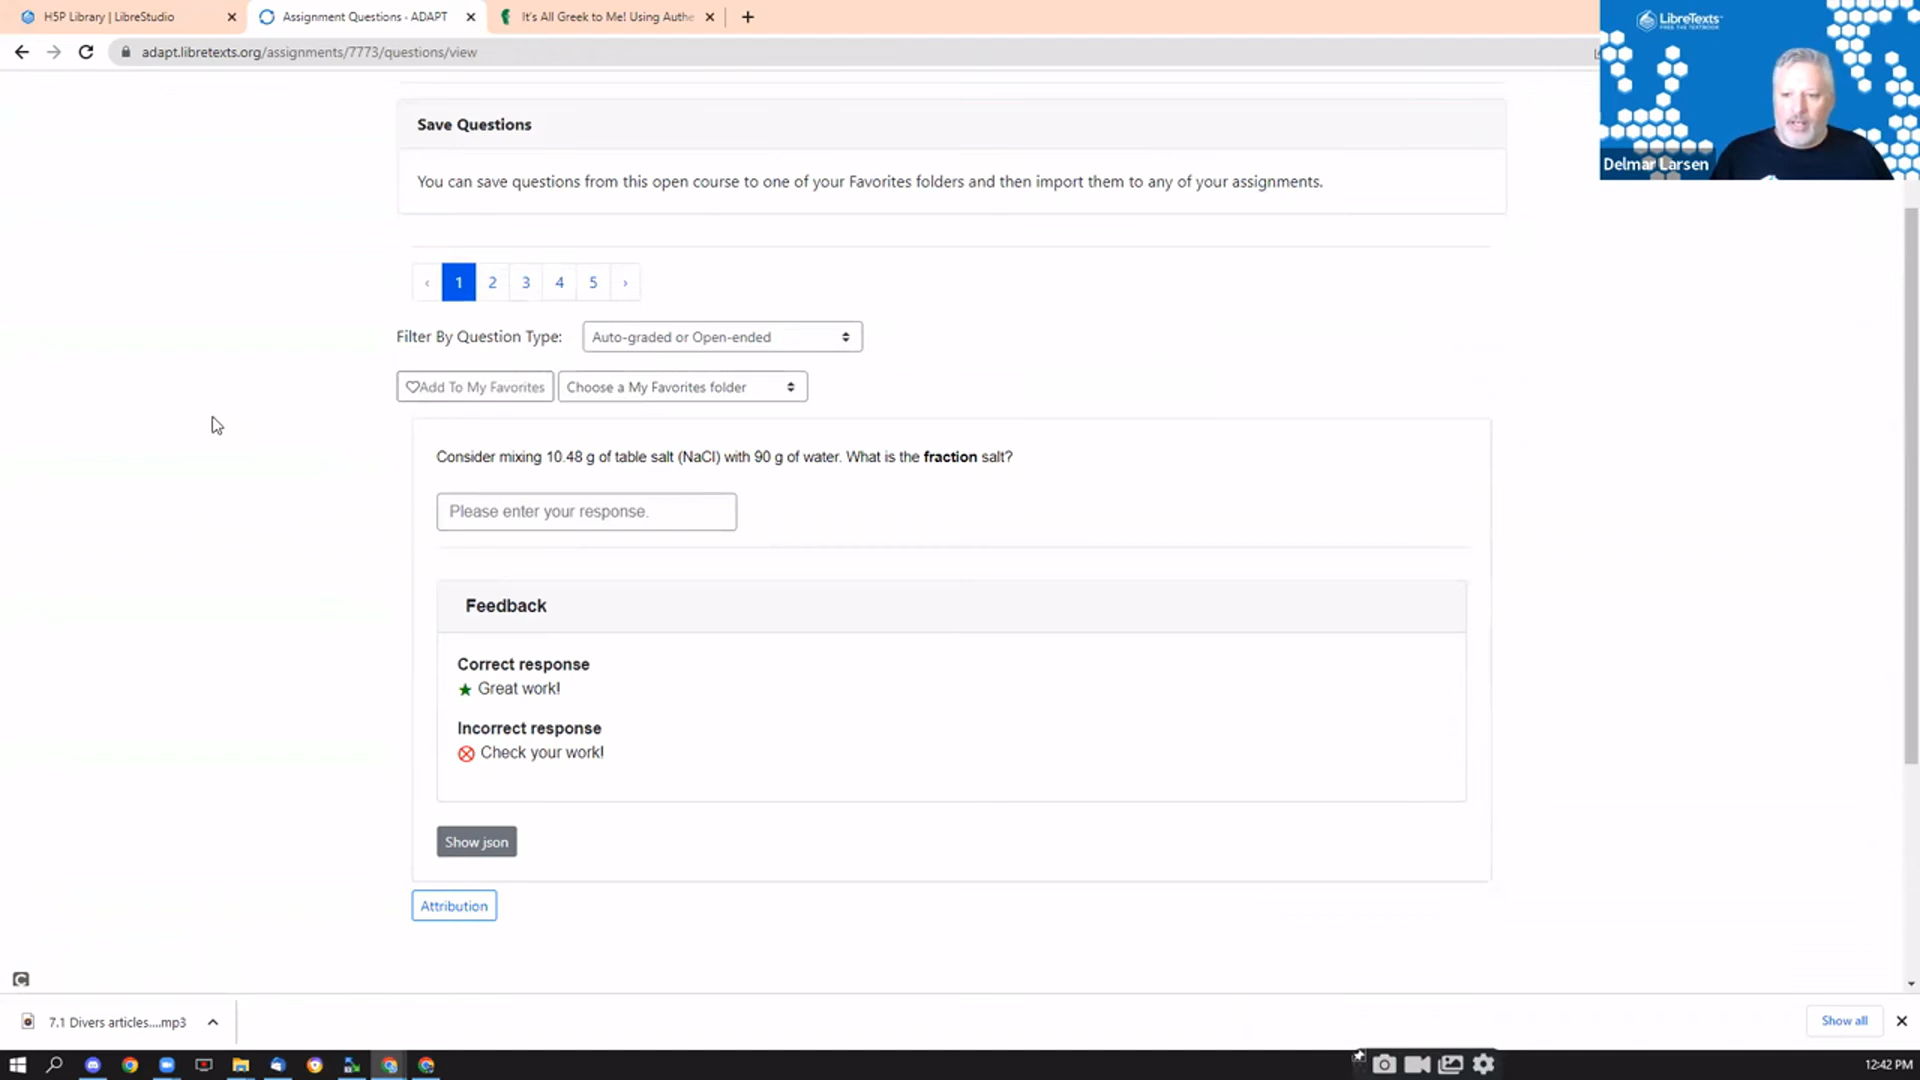 H5P Library | LibreStudio
Assignment Questions - ADAPT
It's All Greek to Me! Using Authe
adapt.libretexts.org/assignments/7773/questions/view
LibreTexts
FREE THE TEXTBOOK
Delmar Larsen
Save Questions
You can save questions from this open course to one of your Favorites folders and then import them to any of your assignments.
‹ 1 2 3 4 5 ›
Filter By Question Type: Auto-graded or Open-ended
Add To My Favorites Choose a My Favorites folder
Consider mixing 10.48 g of table salt (NaCl) with 90 g of water. What is the fraction salt?
Please enter your response.
Feedback
Correct response
Great work!
Incorrect response
Check your work!
Show json
Attribution
7.1 Divers articles....mp3
Show all
12:42 PM